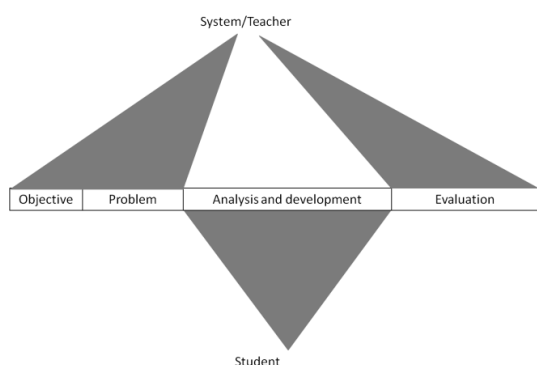 System/Teacher
Objective Problem Analysis and development Evaluation
Student